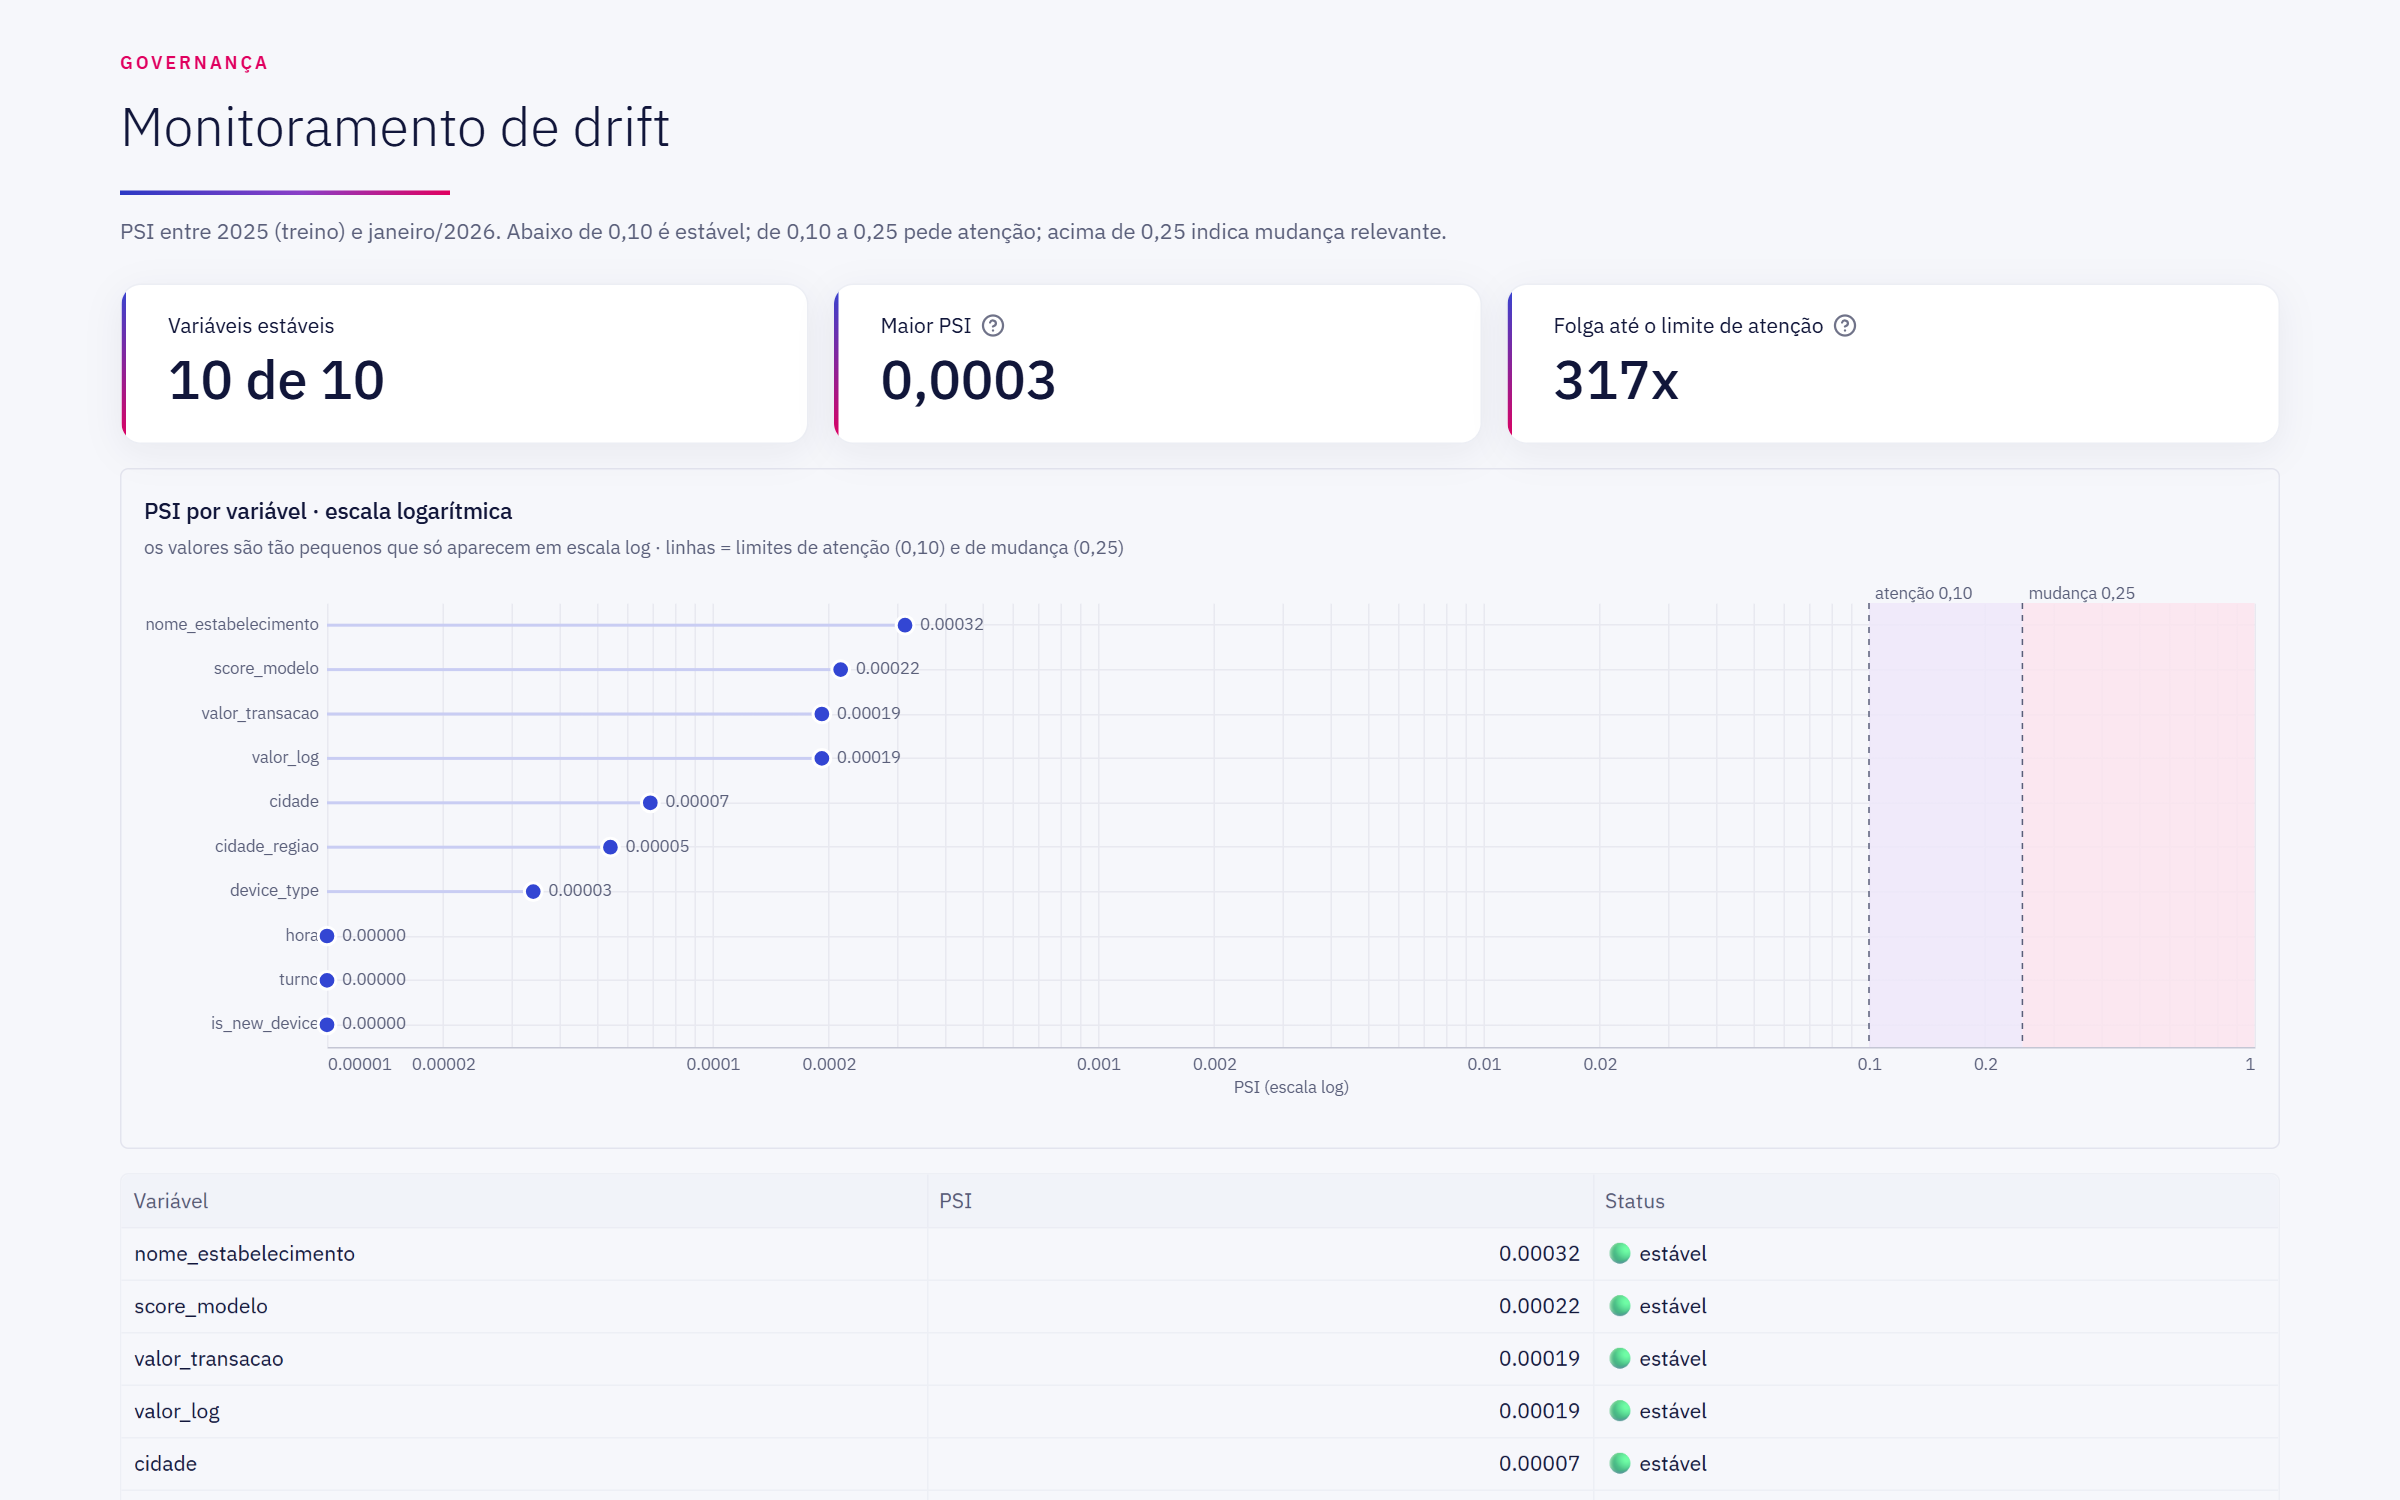 GOVERNANÇA
Monitoramento de drift
PSI entre 2025 (treino) e janeiro/2026. Abaixo de 0,10 é estável; de 0,10 a 0,25 pede atenção; acima de 0,25 indica mudança relevante.
Variáveis estáveis
10 de 10
Maior PSI
0,0003
Folga até o limite de atenção
317x
PSI por variável · escala logarítmica
os valores são tão pequenos que só aparecem em escala log · linhas = limites de atenção (0,10) e de mudança (0,25)
atenção 0,10 mudança 0,25
nome_estabelecimento 0.00032
score_modelo 0.00022
valor_transacao 0.00019
valor_log 0.00019
cidade 0.00007
cidade_regiao 0.00005
device_type 0.00003
hora 0.00000
turno 0.00000
is_new_device 0.00000
0.00001 0.00002 0.0001 0.0002 0.001 0.002 0.01 0.02 0.1 0.2 1
PSI (escala log)
Variável PSI Status
nome_estabelecimento 0.00032 estável
score_modelo 0.00022 estável
valor_transacao 0.00019 estável
valor_log 0.00019 estável
cidade 0.00007 estável